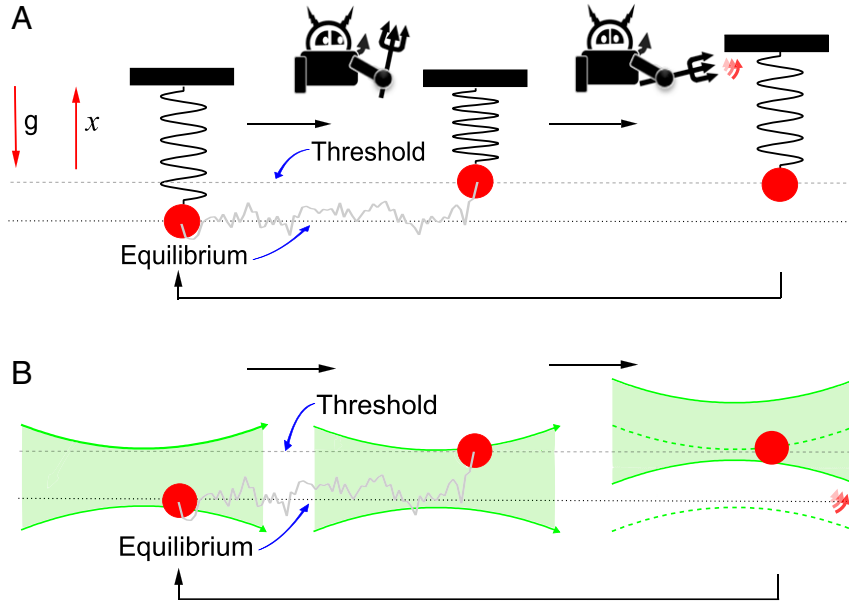 A
g
x
Threshold
Equilibrium
B
Threshold
Equilibrium